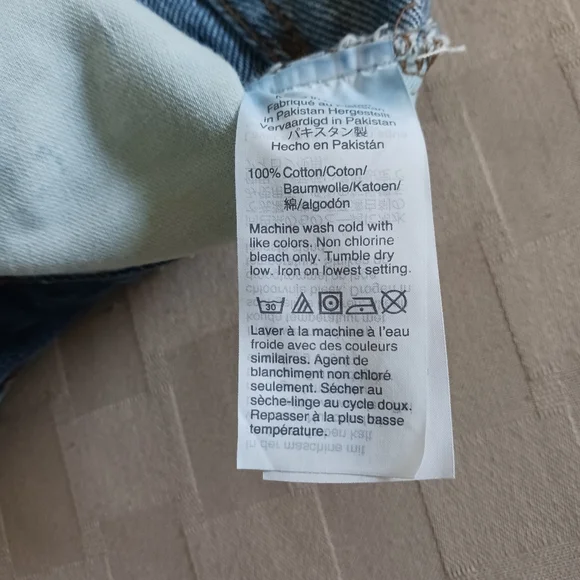 Fabriqué au Pakistan
in Pakistan Hergestellt
Vervaardigd in Pakistan
パキスタン製
Hecho en Pakistán
100% Cotton/Coton/
Baumwolle/Katoen/
綿/algodón
Machine wash cold with
like colors. Non chlorine
bleach only. Tumble dry
low. Iron on lowest setting.
30
Laver à la machine à l'eau
froide avec des couleurs
similaires. Agent de
blanchiment non chloré
seulement. Sécher au
sèche-linge au cycle doux.
Repasser à la plus basse
température.